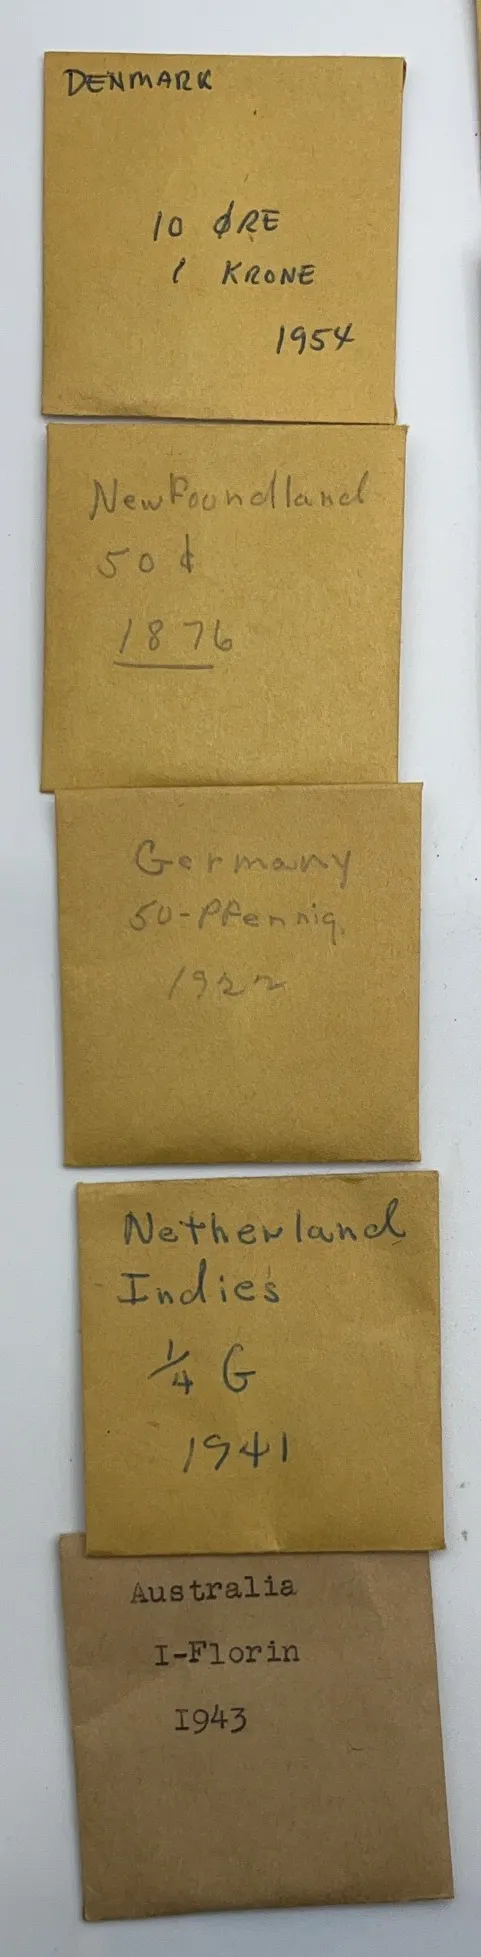 DENMARK
10 ØRE
1 KRONE
1954
Newfoundland
50 ¢
1876
Germany
50-Pfennig.
1922
Netherland
Indies
1/4 G
1941
Australia
I-Florin
I943